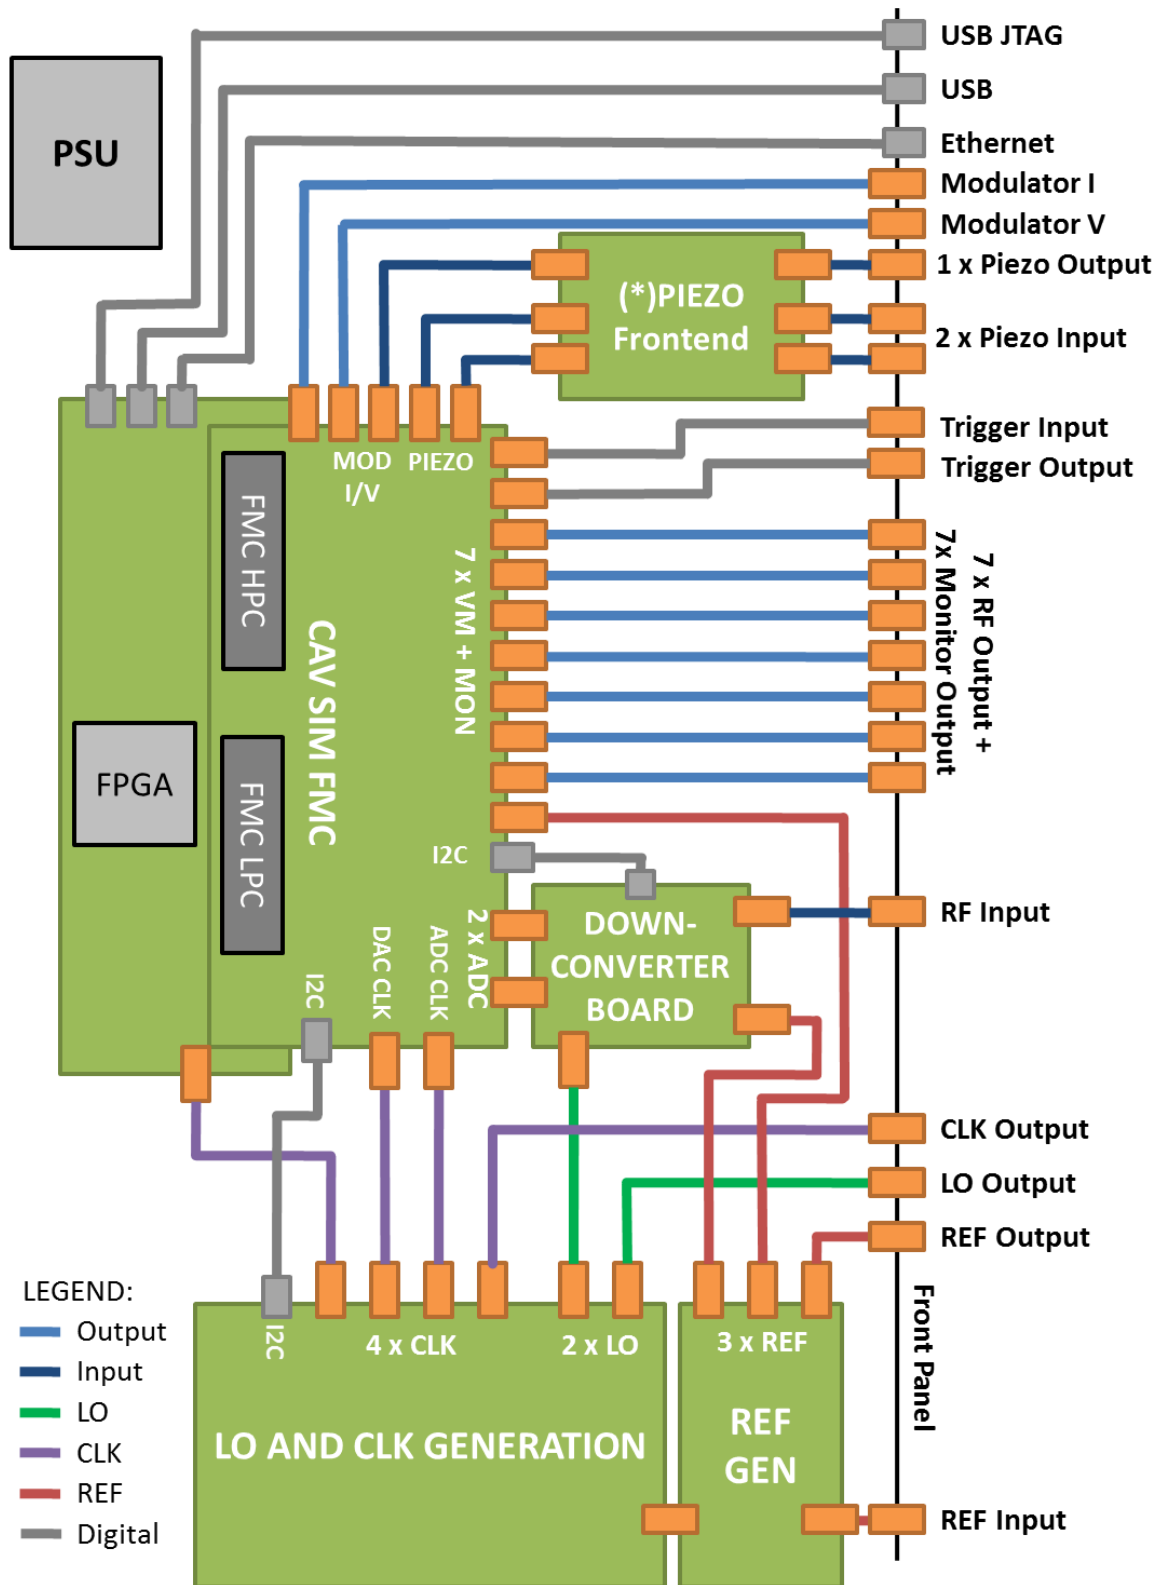 USB JTAG
USB
PSU
Ethernet
Modulator I
Modulator V
1 x Piezo Output
(*)PIEZO
Frontend
2 x Piezo Input
Trigger Input
Trigger Output
MOD
I/V
PIEZO
FMC HPC
7 x VM + MON
CAV SIM FMC
7 x RF Output +
7x Monitor Output
FPGA
FMC LPC
I2C
2 x ADC
DAC CLK
ADC CLK
I2C
DOWN-
CONVERTER
BOARD
RF Input
CLK Output
LO Output
REF Output
Front Panel
LEGEND:
Output
Input
LO
CLK
REF
Digital
I2C
4 x CLK
2 x LO
3 x REF
LO AND CLK GENERATION
REF
GEN
REF Input